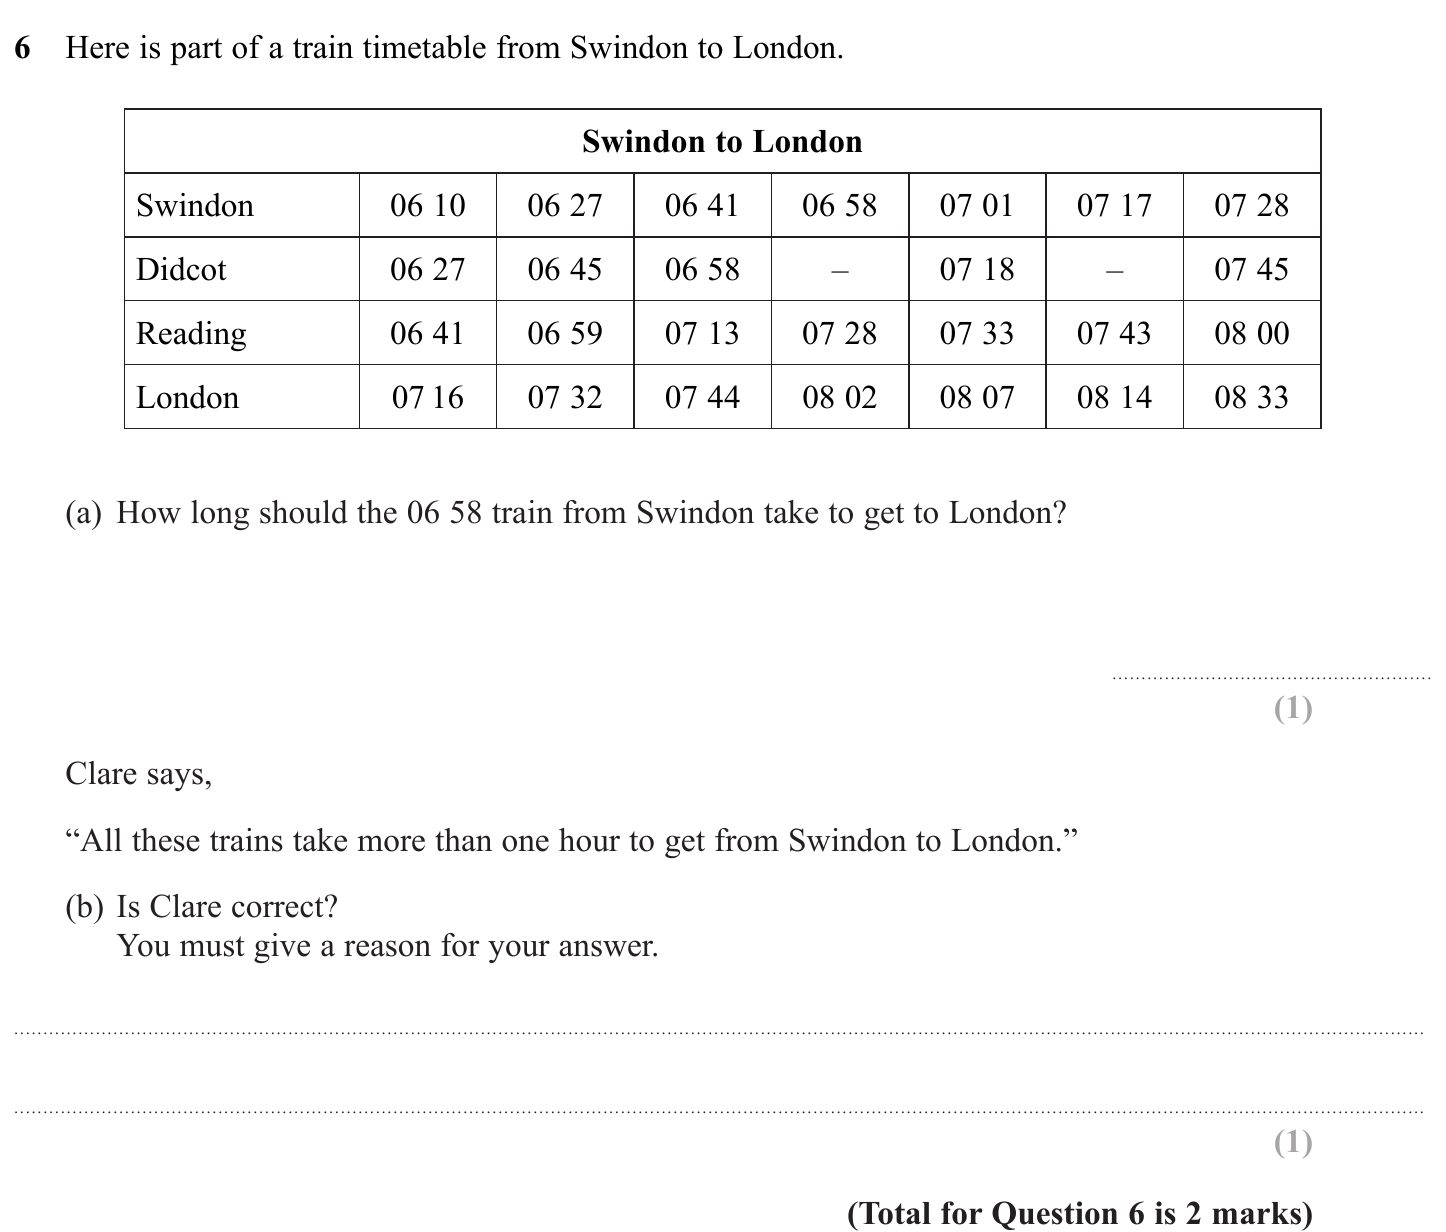 6 Here is part of a train timetable from Swindon to London.
Swindon to London
Swindon 06 10 06 27 06 41 06 58 07 01 07 17 07 28
Didcot 06 27 06 45 06 58 – 07 18 – 07 45
Reading 06 41 06 59 07 13 07 28 07 33 07 43 08 00
London 07 16 07 32 07 44 08 02 08 07 08 14 08 33
(a) How long should the 06 58 train from Swindon take to get to London?
(1)
Clare says,
“All these trains take more than one hour to get from Swindon to London.”
(b) Is Clare correct?
You must give a reason for your answer.
(1)
(Total for Question 6 is 2 marks)